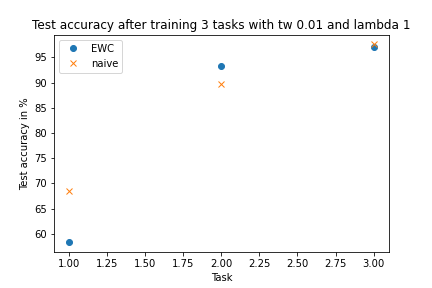 Test accuracy after training 3 tasks with tw 0.01 and lambda 1
EWC
naive
Test accuracy in %
95
90
85
80
75
70
65
60
1.00 1.25 1.50 1.75 2.00 2.25 2.50 2.75 3.00
Task